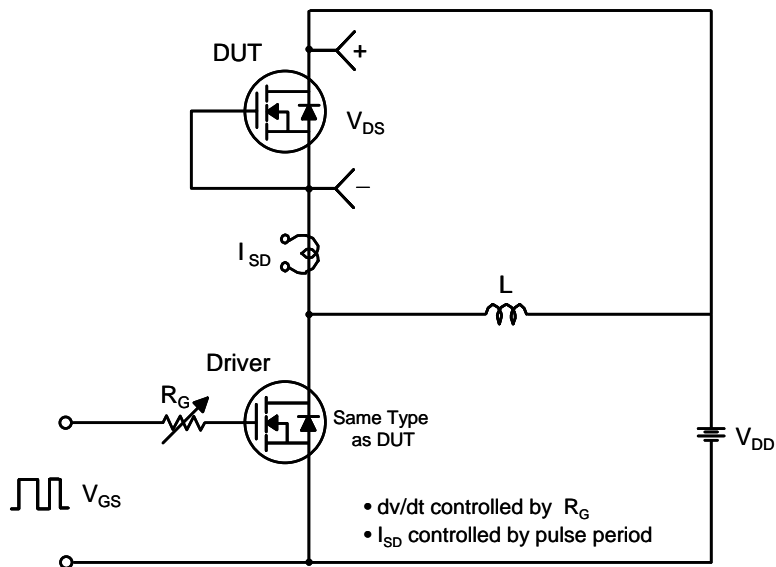 DUT
+
V_DS
−
I_SD
L
Driver
R_G
Same Type
as DUT
V_DD
V_GS
• dv/dt controlled by R_G
• I_SD controlled by pulse period